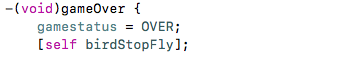 -(void)gameOver {
gamestatus = OVER;
[self birdStopFly];